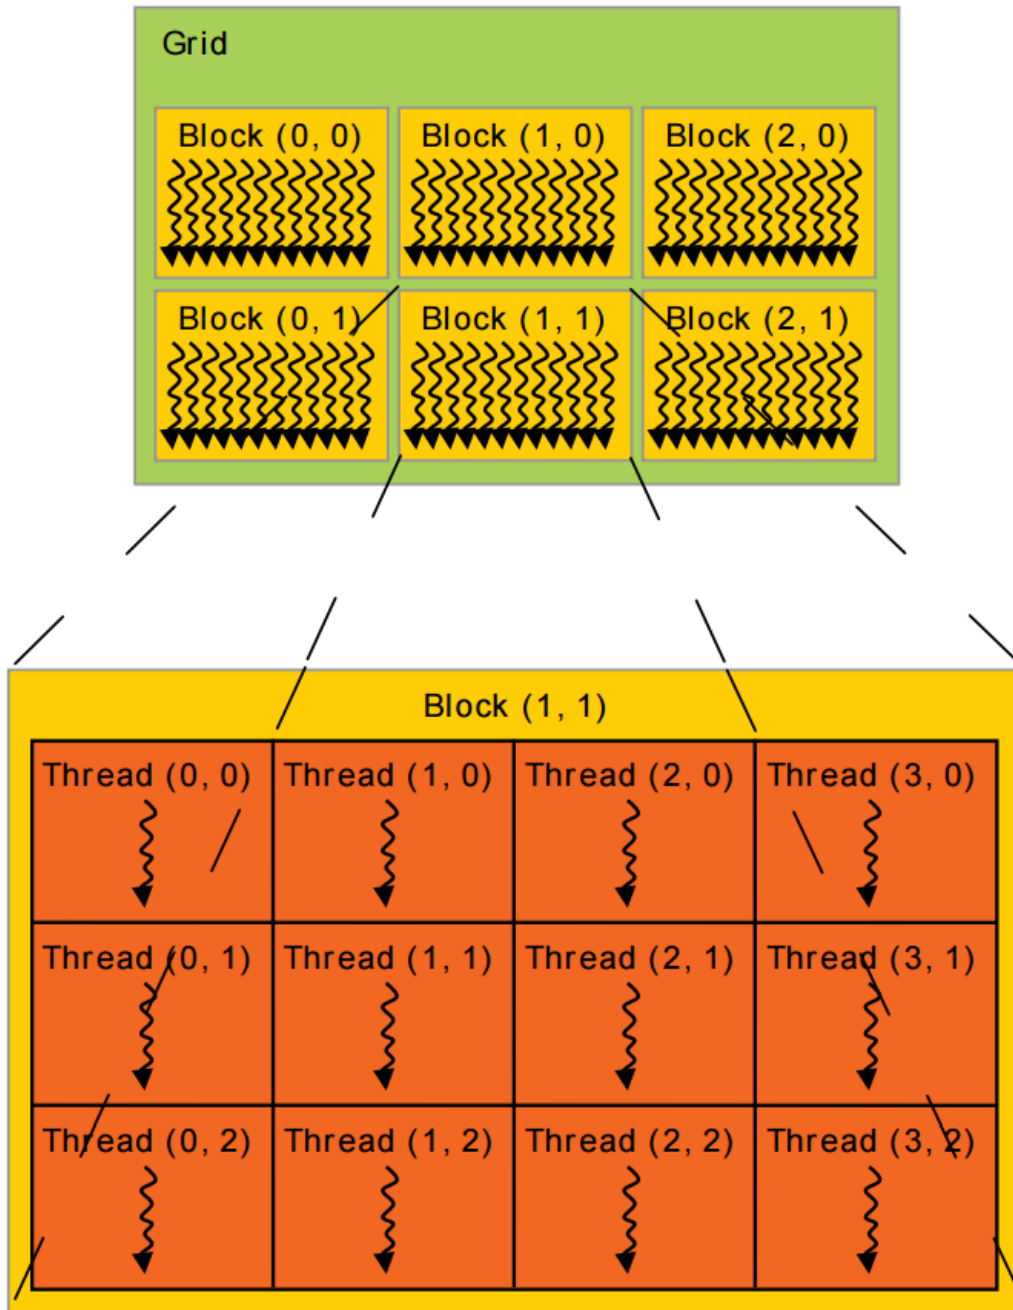 Grid
Block (0, 0) Block (1, 0) Block (2, 0)
Block (0, 1) Block (1, 1) Block (2, 1)
Block (1, 1)
Thread (0, 0) Thread (1, 0) Thread (2, 0) Thread (3, 0)
Thread (0, 1) Thread (1, 1) Thread (2, 1) Thread (3, 1)
Thread (0, 2) Thread (1, 2) Thread (2, 2) Thread (3, 2)